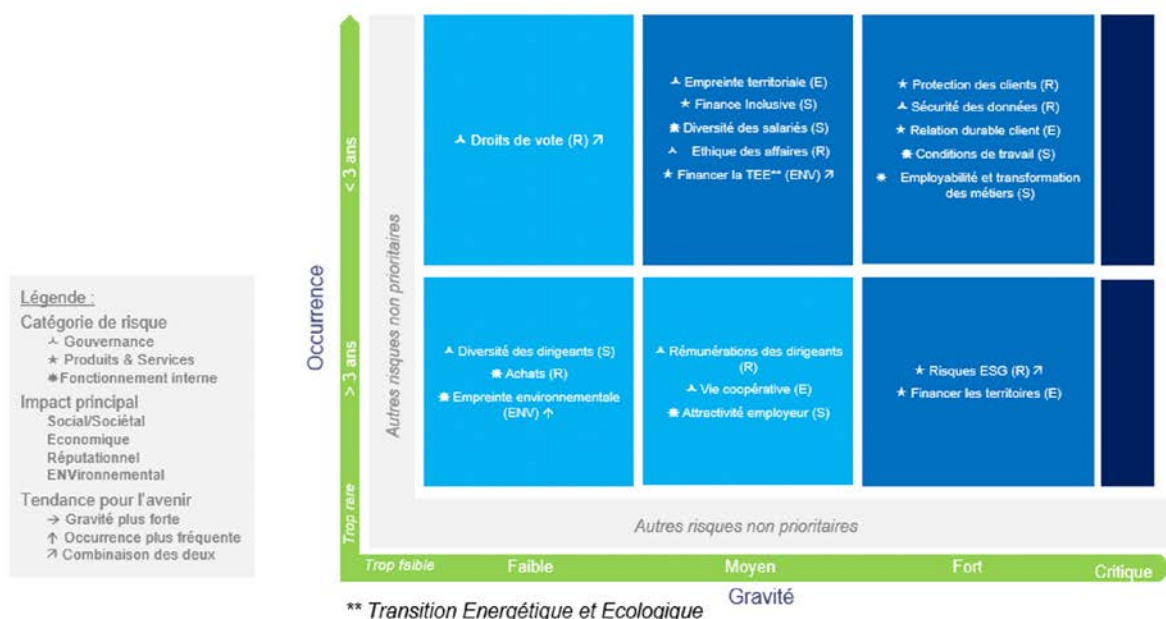 Légende :
Catégorie de risque
Gouvernance
★ Produits & Services
Fonctionnement interne
Impact principal
Social/Sociétal
Economique
Réputationnel
ENVironnemental
Tendance pour l'avenir
→ Gravité plus forte
↑ Occurrence plus fréquente
↗ Combinaison des deux
Occurrence
< 3 ans
> 3 ans
Trop rare
Autres risques non prioritaires
Droits de vote (R) ↗
Empreinte territoriale (E)
★ Finance Inclusive (S)
Diversité des salariés (S)
Ethique des affaires (R)
★ Financer la TEE** (ENV) ↗
★ Protection des clients (R)
Sécurité des données (R)
★ Relation durable client (E)
Conditions de travail (S)
Employabilité et transformation
des métiers (S)
Diversité des dirigeants (S)
Achats (R)
Empreinte environnementale
(ENV) ↑
Rémunérations des dirigeants
(R)
Vie coopérative (E)
Attractivité employeur (S)
★ Risques ESG (R) ↗
★ Financer les territoires (E)
Autres risques non prioritaires
Trop faible
Faible
Moyen
Fort
Critique
Gravité
** Transition Energétique et Ecologique